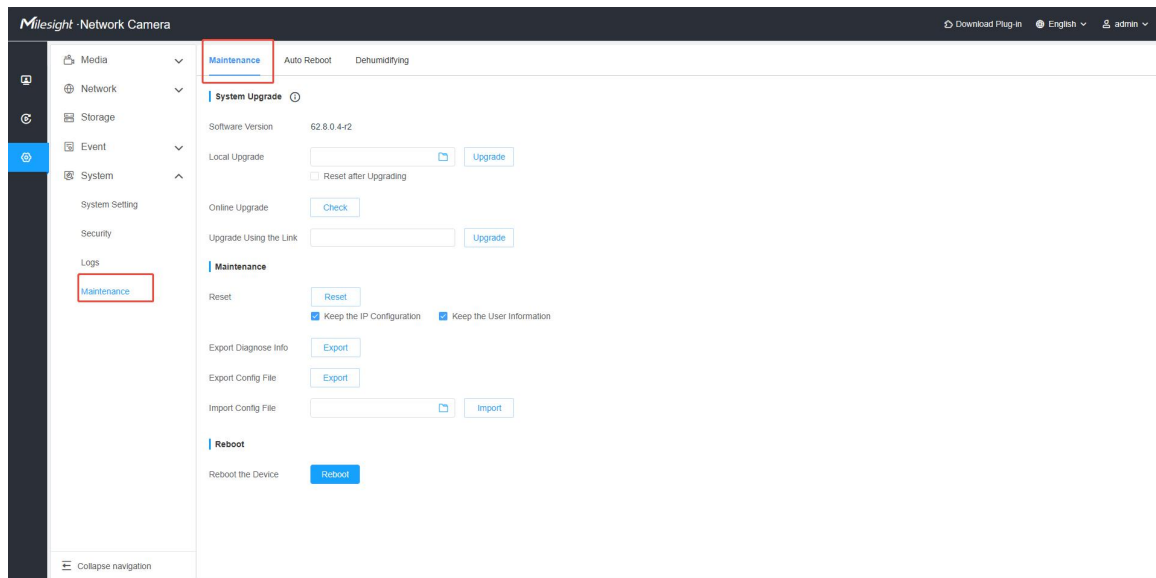 Milesight ·Network Camera
Download Plug-in English admin
Media
Network
Storage
Event
System
System Setting
Security
Logs
Maintenance
Collapse navigation
Maintenance Auto Reboot Dehumidifying
System Upgrade
Software Version 62.8.0.4-r2
Local Upgrade Upgrade
Reset after Upgrading
Online Upgrade Check
Upgrade Using the Link Upgrade
Maintenance
Reset Reset
Keep the IP Configuration Keep the User Information
Export Diagnose Info Export
Export Config File Export
Import Config File Import
Reboot
Reboot the Device Reboot